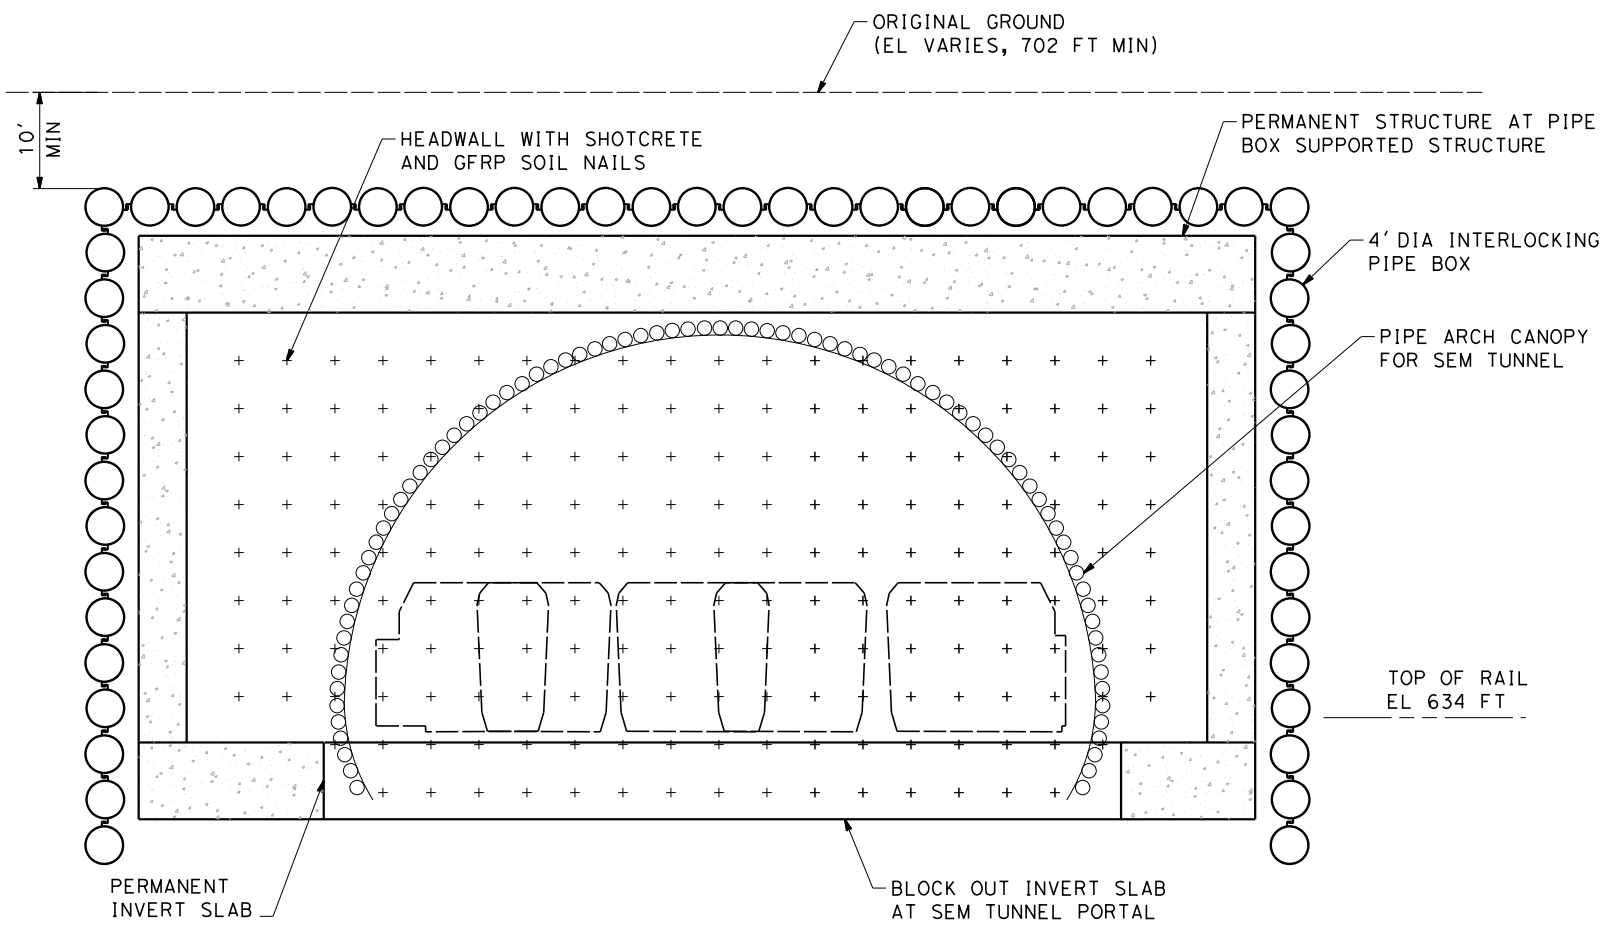 ORIGINAL GROUND
(EL VARIES, 702 FT MIN)
10'
MIN
HEADWALL WITH SHOTCRETE
AND GFRP SOIL NAILS
PERMANENT STRUCTURE AT PIPE
BOX SUPPORTED STRUCTURE
4' DIA INTERLOCKING
PIPE BOX
PIPE ARCH CANOPY
FOR SEM TUNNEL
TOP OF RAIL
EL 634 FT
PERMANENT
INVERT SLAB
BLOCK OUT INVERT SLAB
AT SEM TUNNEL PORTAL